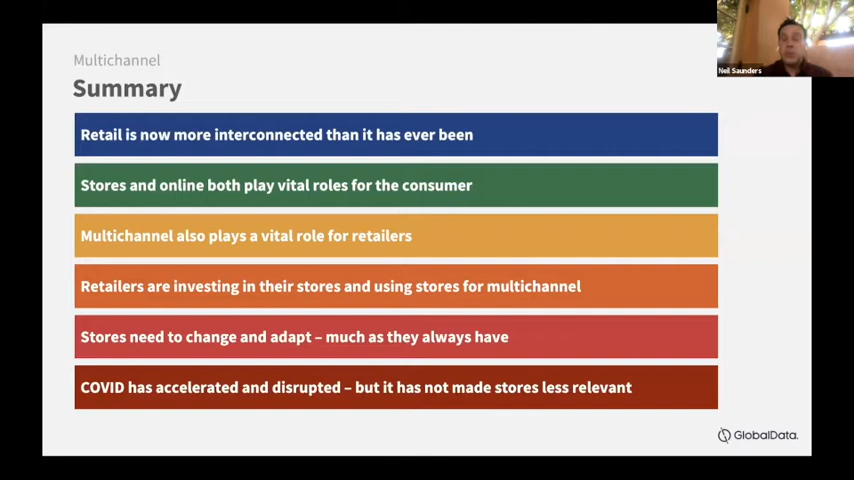 Multichannel
Summary
Neil Saunders
Retail is now more interconnected than it has ever been
Stores and online both play vital roles for the consumer
Multichannel also plays a vital role for retailers
Retailers are investing in their stores and using stores for multichannel
Stores need to change and adapt – much as they always have
COVID has accelerated and disrupted – but it has not made stores less relevant
GlobalData.